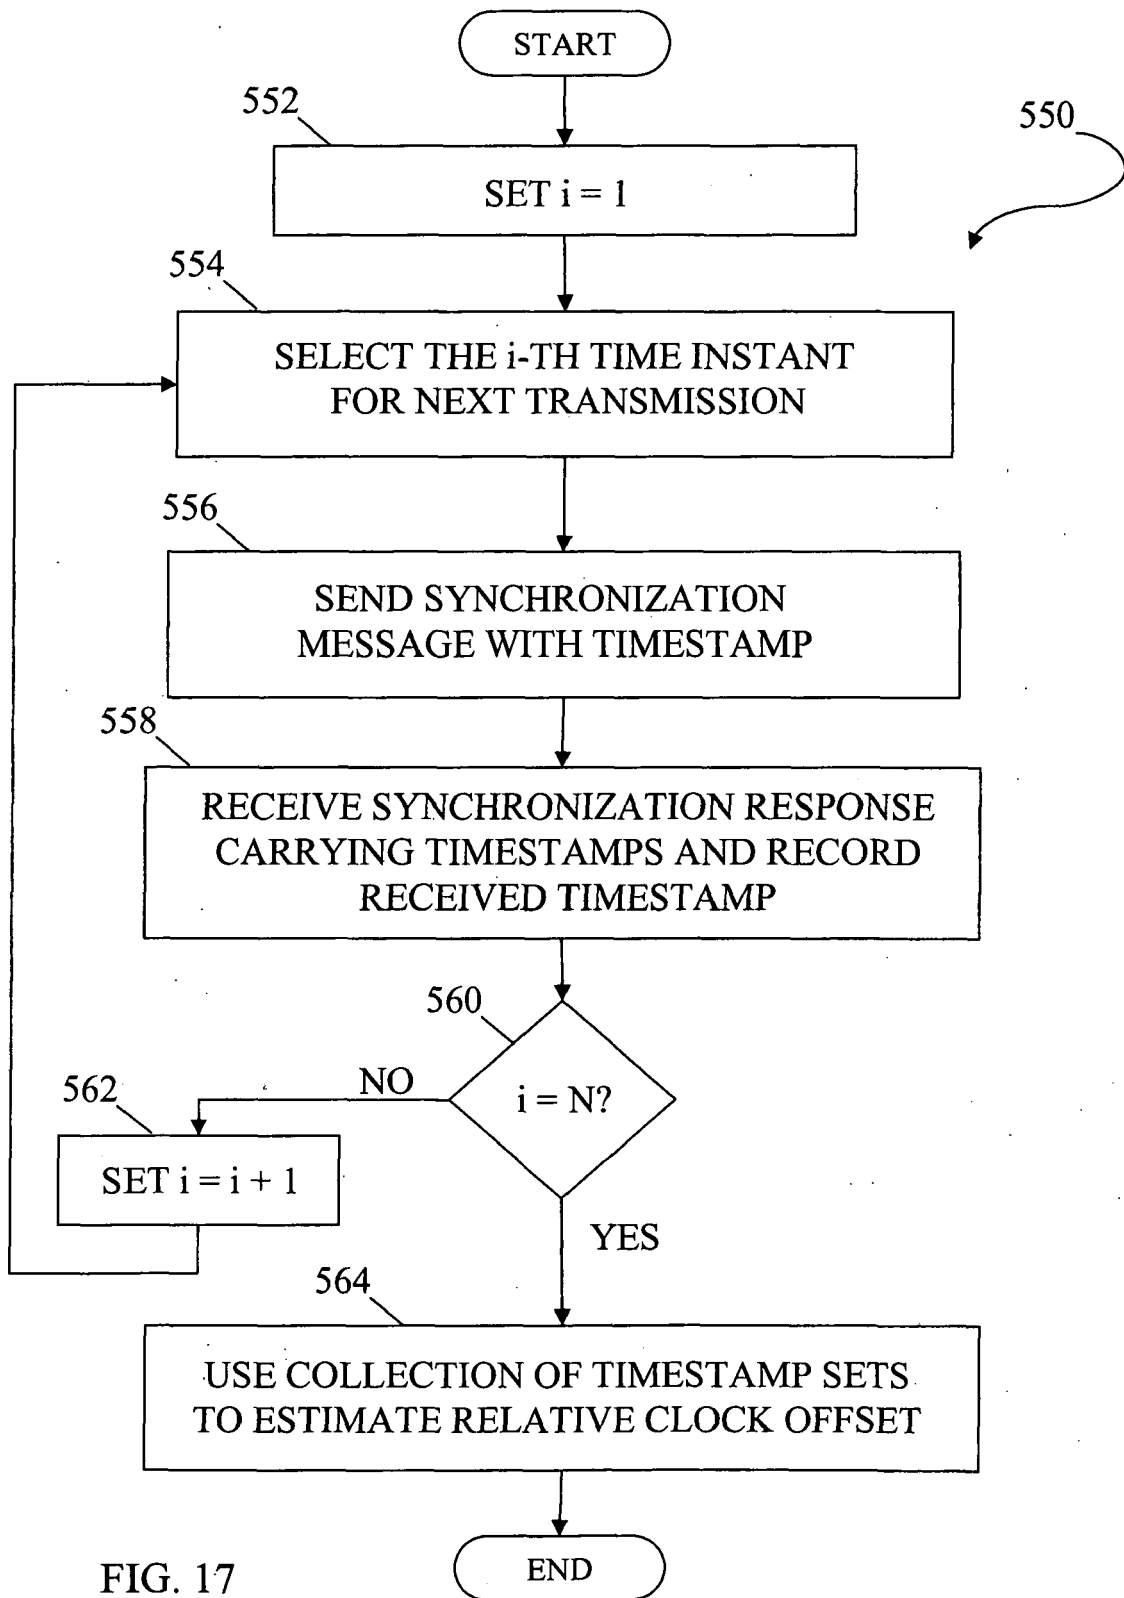 START
552
550
SET i = 1
554
SELECT THE i-TH TIME INSTANT
FOR NEXT TRANSMISSION
556
SEND SYNCHRONIZATION
MESSAGE WITH TIMESTAMP
558
RECEIVE SYNCHRONIZATION RESPONSE
CARRYING TIMESTAMPS AND RECORD
RECEIVED TIMESTAMP
560
NO
i = N?
562
SET i = i + 1
YES
564
USE COLLECTION OF TIMESTAMP SETS
TO ESTIMATE RELATIVE CLOCK OFFSET
END
FIG. 17